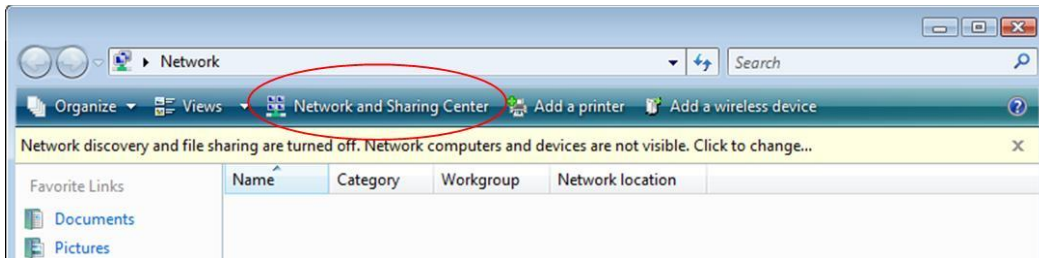 Network
Search
Organize Views Network and Sharing Center Add a printer Add a wireless device
Network discovery and file sharing are turned off. Network computers and devices are not visible. Click to change...
Favorite Links
Name Category Workgroup Network location
Documents
Pictures